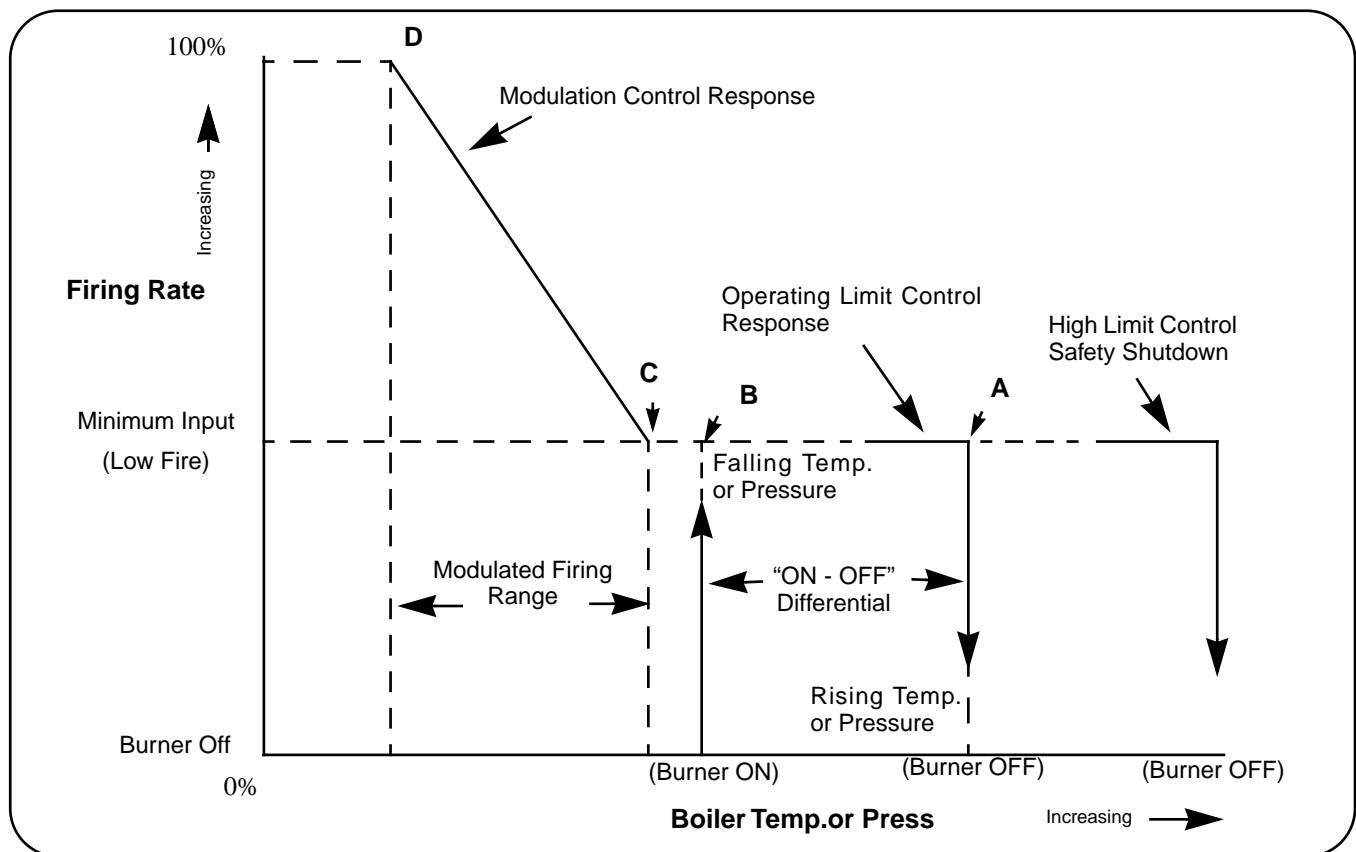 D
100%
Modulation Control Response
Increasing
Firing Rate
Operating Limit Control
Response
High Limit Control
Safety Shutdown
C
B
A
Minimum Input
(Low Fire)
Falling Temp.
or Pressure
Modulated Firing
Range
“ON - OFF”
Differential
Rising Temp.
or Pressure
Burner Off
0%
(Burner ON)
(Burner OFF)
(Burner OFF)
Boiler Temp.or Press
Increasing